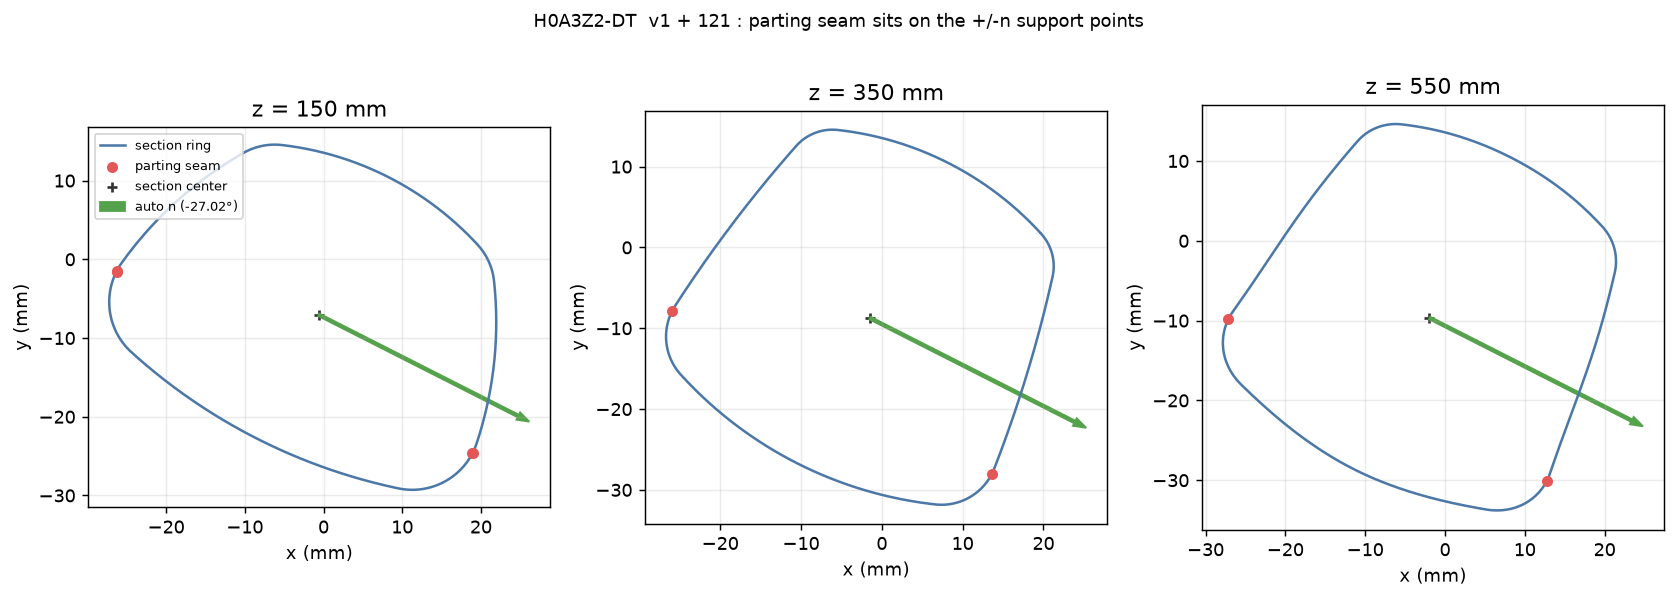 H0A3Z2-DT  v1 + 121 : parting seam sits on the +/-n support points
z = 150 mm
section ring
parting seam
section center
auto n (-27.02°)
10
0
−10
−20
−30
y (mm)
−20 −10 0 10 20
x (mm)
z = 350 mm
10
0
−10
−20
−30
y (mm)
−20 −10 0 10 20
x (mm)
z = 550 mm
10
0
−10
−20
−30
y (mm)
−30 −20 −10 0 10 20
x (mm)